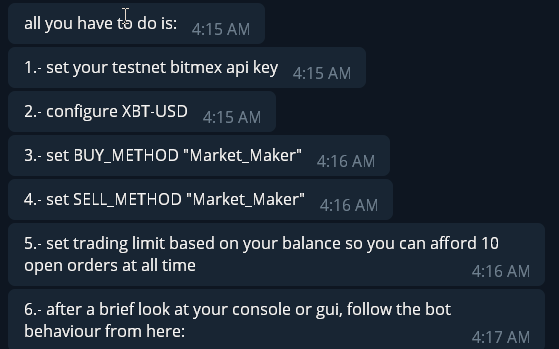 all you have to do is: 4:15 AM
1.- set your testnet bitmex api key 4:15 AM
2.- configure XBT-USD 4:15 AM
3.- set BUY_METHOD "Market_Maker" 4:16 AM
4.- set SELL_METHOD "Market_Maker" 4:16 AM
5.- set trading limit based on your balance so you can afford 10
open orders at all time 4:16 AM
6.- after a brief look at your console or gui, follow the bot
behaviour from here: 4:17 AM